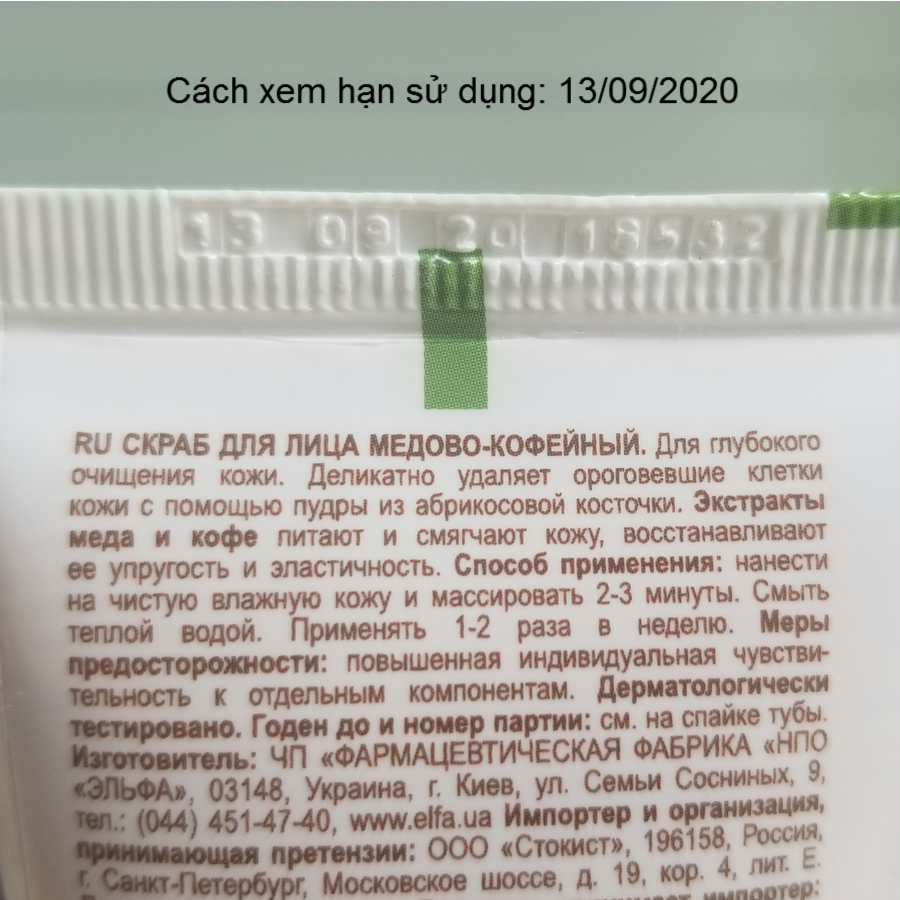 Cách xem hạn sử dụng: 13/09/2020
13 09 20 18532
RU СКРАБ ДЛЯ ЛИЦА МЕДОВО-КОФЕЙНЫЙ. Для глубокого
очищения кожи. Деликатно удаляет ороговевшие клетки
кожи с помощью пудры из абрикосовой косточки. Экстракты
меда и кофе питают и смягчают кожу, восстанавливают
ее упругость и эластичность. Способ применения: нанести
на чистую влажную кожу и массировать 2-3 минуты. Смыть
теплой водой. Применять 1-2 раза в неделю. Меры
предосторожности: повышенная индивидуальная чувстви-
тельность к отдельным компонентам. Дерматологически
тестировано. Годен до и номер партии: см. на спайке тубы.
Изготовитель: ЧП «ФАРМАЦЕВТИЧЕСКАЯ ФАБРИКА «НПО
«ЭЛЬФА», 03148, Украина, г. Киев, ул. Семьи Сосниных, 9,
тел.: (044) 451-47-40, www.elfa.ua Импортер и организация,
принимающая претензии: ООО «Стокист», 196158, Россия,
г. Санкт-Петербург, Московское шоссе, д. 19, кор. 4, лит. Е.
импортер: